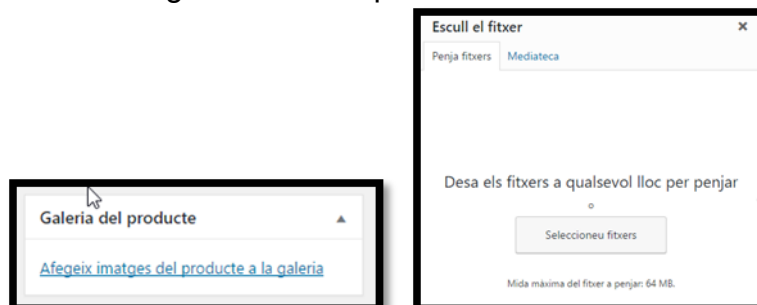 Galeria del producte
Afegeix imatges del producte a la galeria
Escull el fitxer
Penja fitxers Mediateca
Desa els fitxers a qualsevol lloc per penjar
o
Seleccioneu fitxers
Mida màxima del fitxer a penjar: 64 MB.